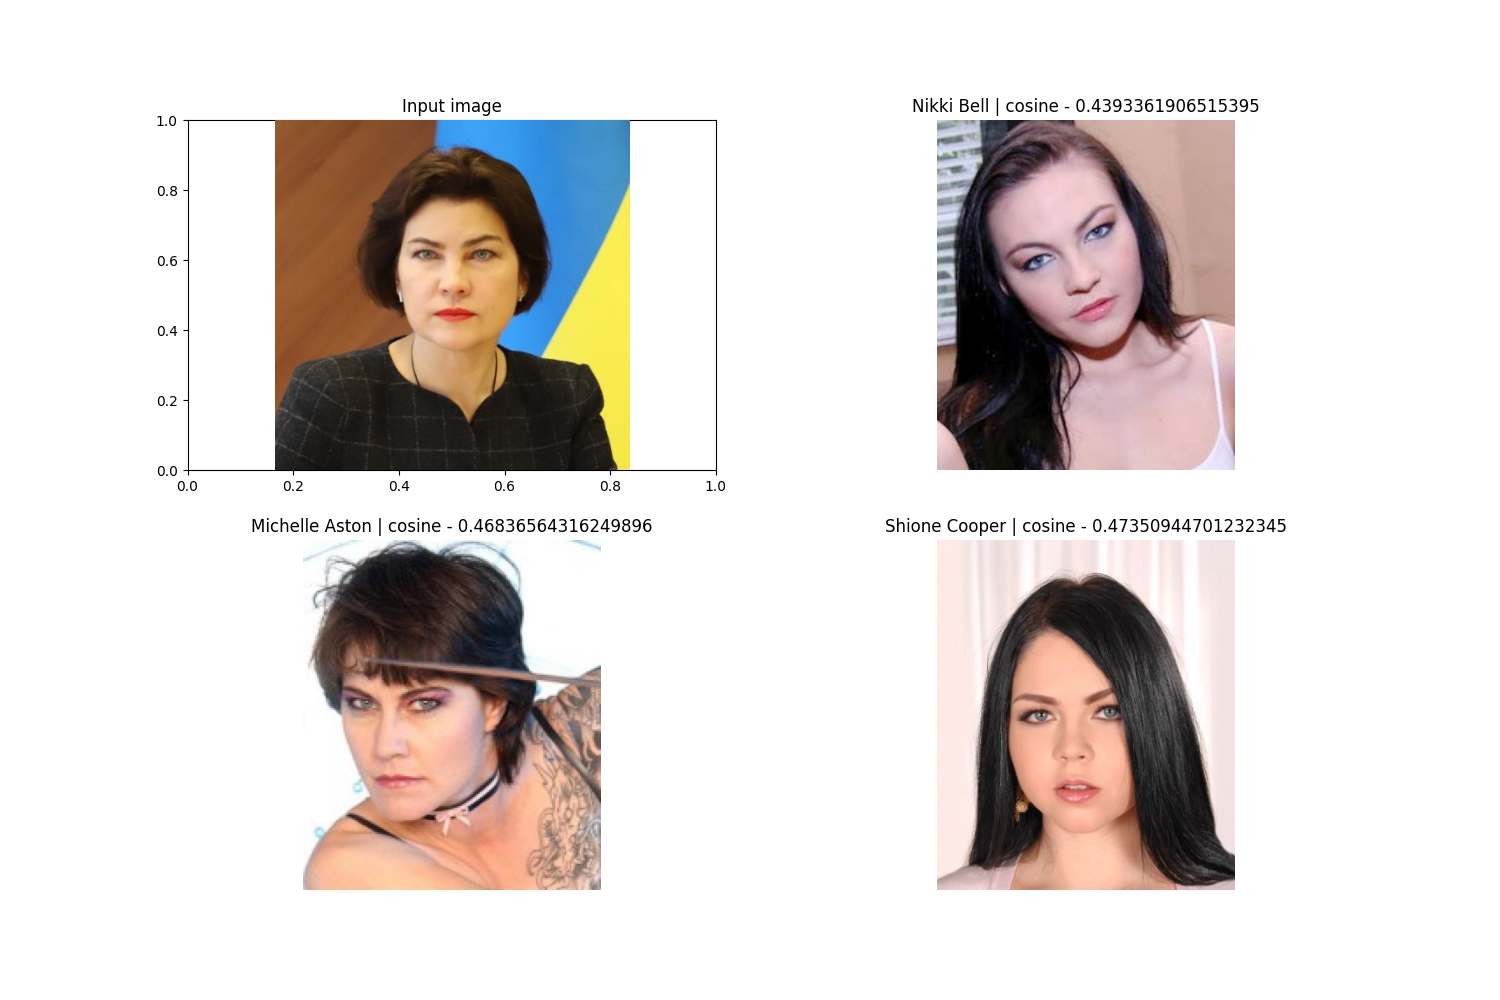 Input image
1.0
0.8
0.6
0.4
0.2
0.0
0.0 0.2 0.4 0.6 0.8 1.0
Nikki Bell | cosine - 0.4393361906515395
Michelle Aston | cosine - 0.46836564316249896
Shione Cooper | cosine - 0.47350944701232345